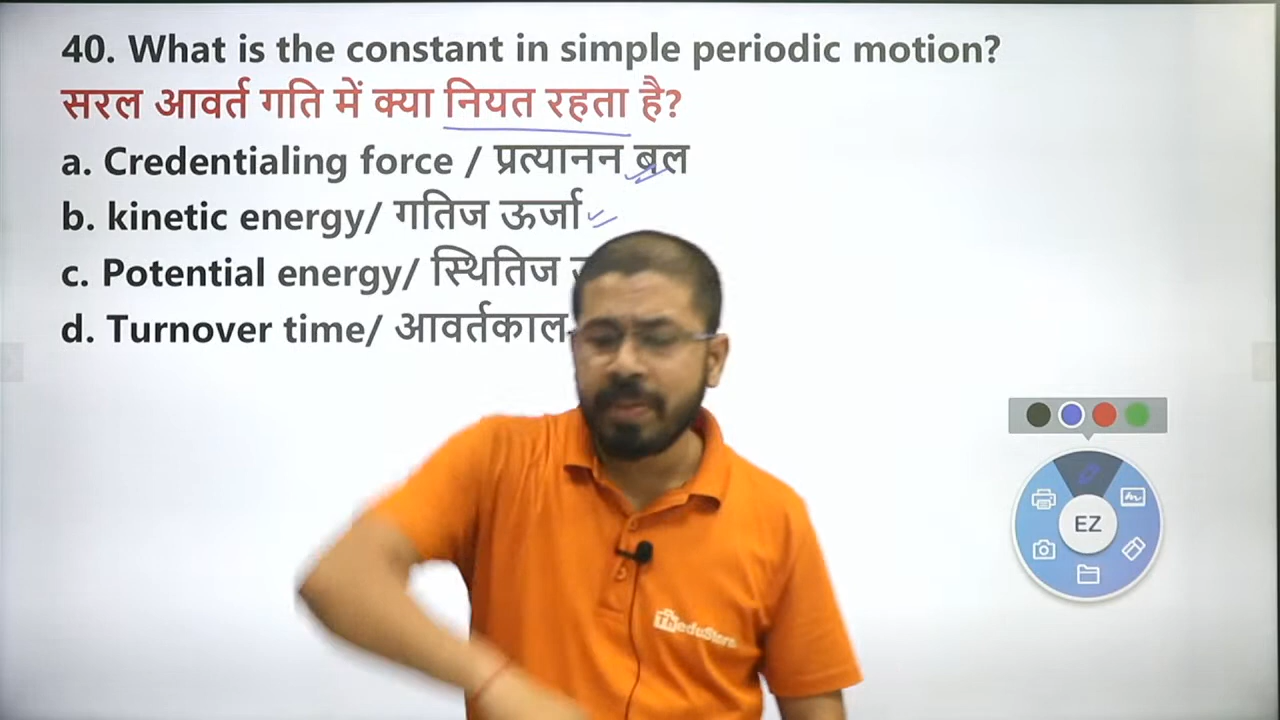 40. What is the constant in simple periodic motion?
सरल आवर्त गति में क्या नियत रहता है?
a. Credentialing force / प्रत्यानन बल
b. kinetic energy/ गतिज ऊर्जा
c. Potential energy/ स्थितिज
d. Turnover time/ आवर्तकाल
EZ
TheduStore